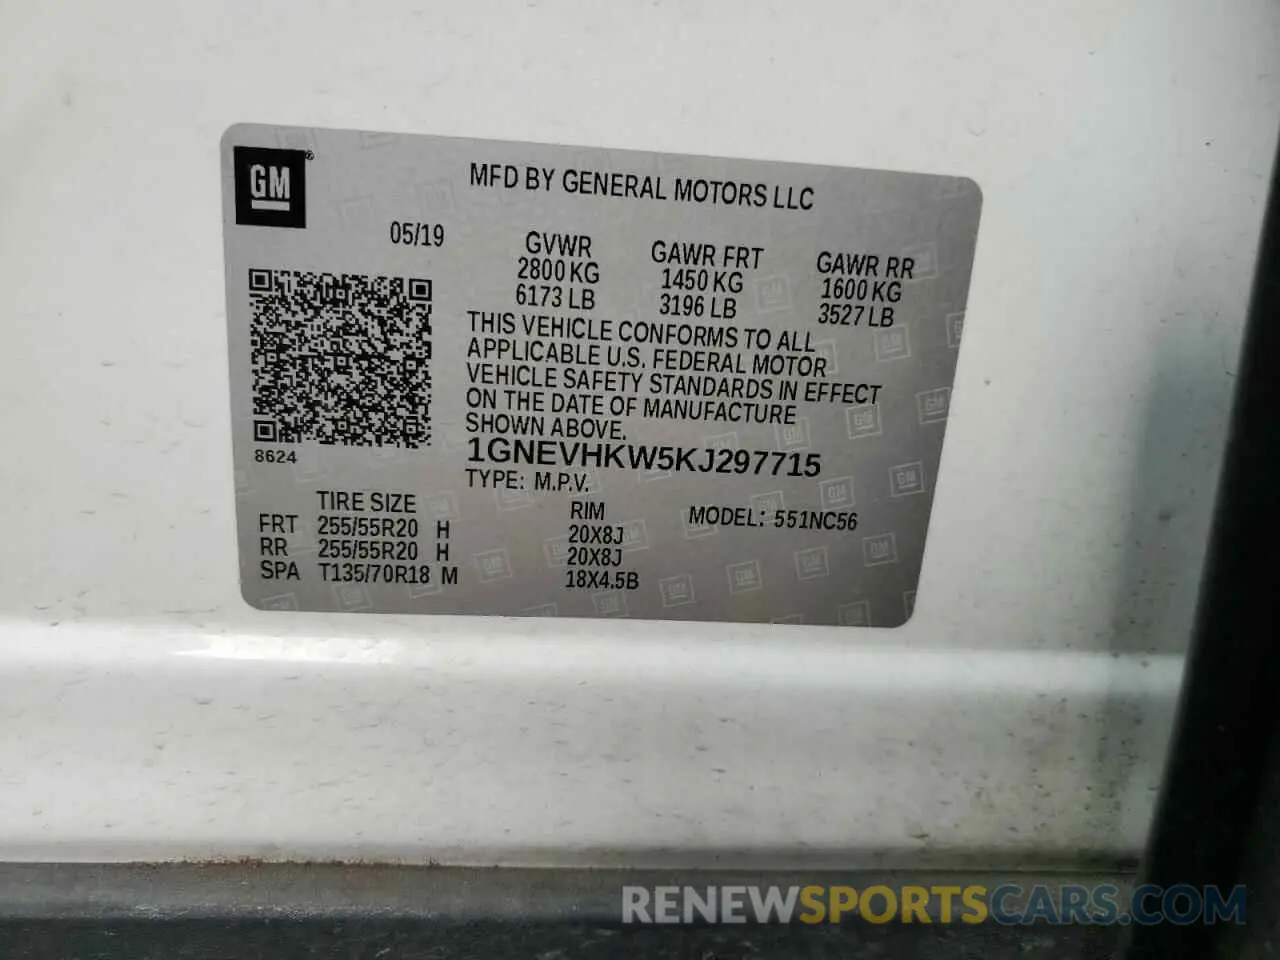 GM®
MFD BY GENERAL MOTORS LLC
05/19
GVWR
2800 KG
6173 LB
GAWR FRT
1450 KG
3196 LB
GAWR RR
1600 KG
3527 LB
THIS VEHICLE CONFORMS TO ALL
APPLICABLE U.S. FEDERAL MOTOR
VEHICLE SAFETY STANDARDS IN EFFECT
ON THE DATE OF MANUFACTURE
SHOWN ABOVE.
8624
1GNEVHKW5KJ297715
TYPE: M.P.V.
MODEL: 551NC56
TIRE SIZE RIM
FRT 255/55R20 H 20X8J
RR 255/55R20 H 20X8J
SPA T135/70R18 M 18X4.5B
RENEWSPORTSCARS.COM